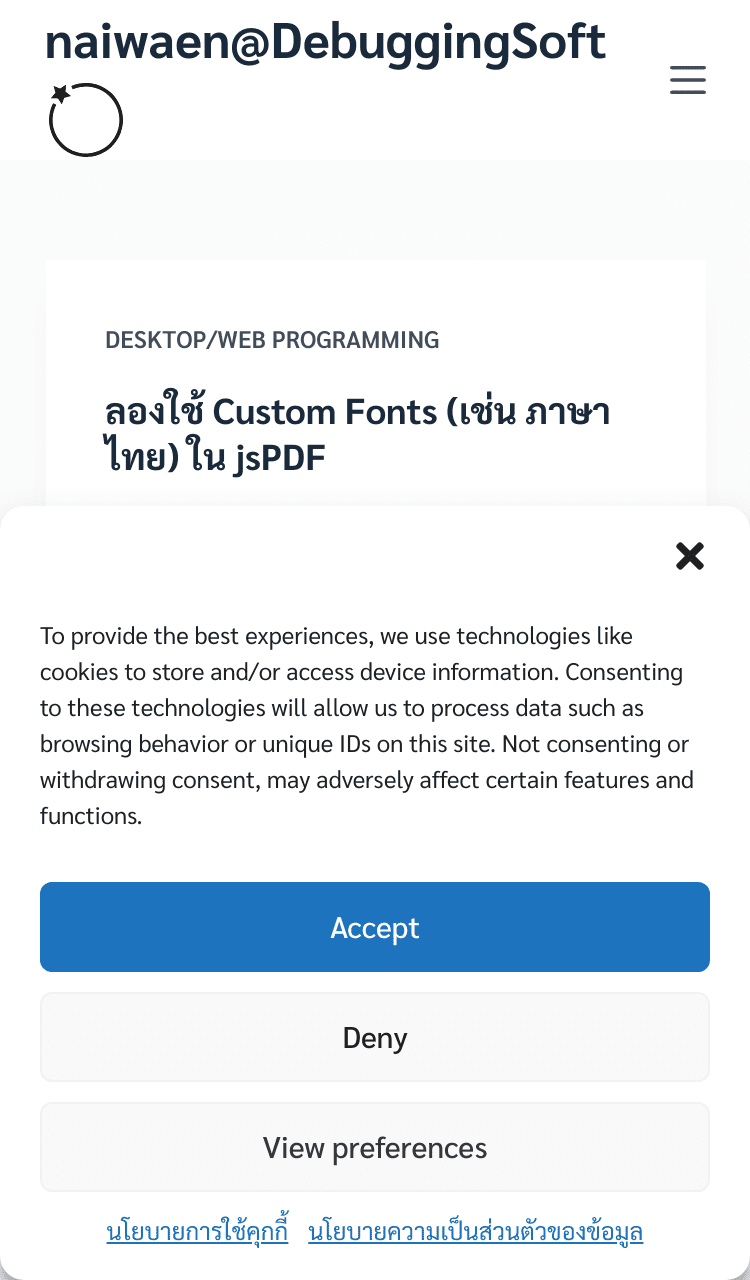 naiwaen@DebuggingSoft
DESKTOP/WEB PROGRAMMING
ลองใช้ Custom Fonts (เช่น ภาษา
ไทย) ใน jsPDF
To provide the best experiences, we use technologies like
cookies to store and/or access device information. Consenting
to these technologies will allow us to process data such as
browsing behavior or unique IDs on this site. Not consenting or
withdrawing consent, may adversely affect certain features and
functions.
Accept
Deny
View preferences
นโยบายการใช้คุกกี้ นโยบายความเป็นส่วนตัวของข้อมูล